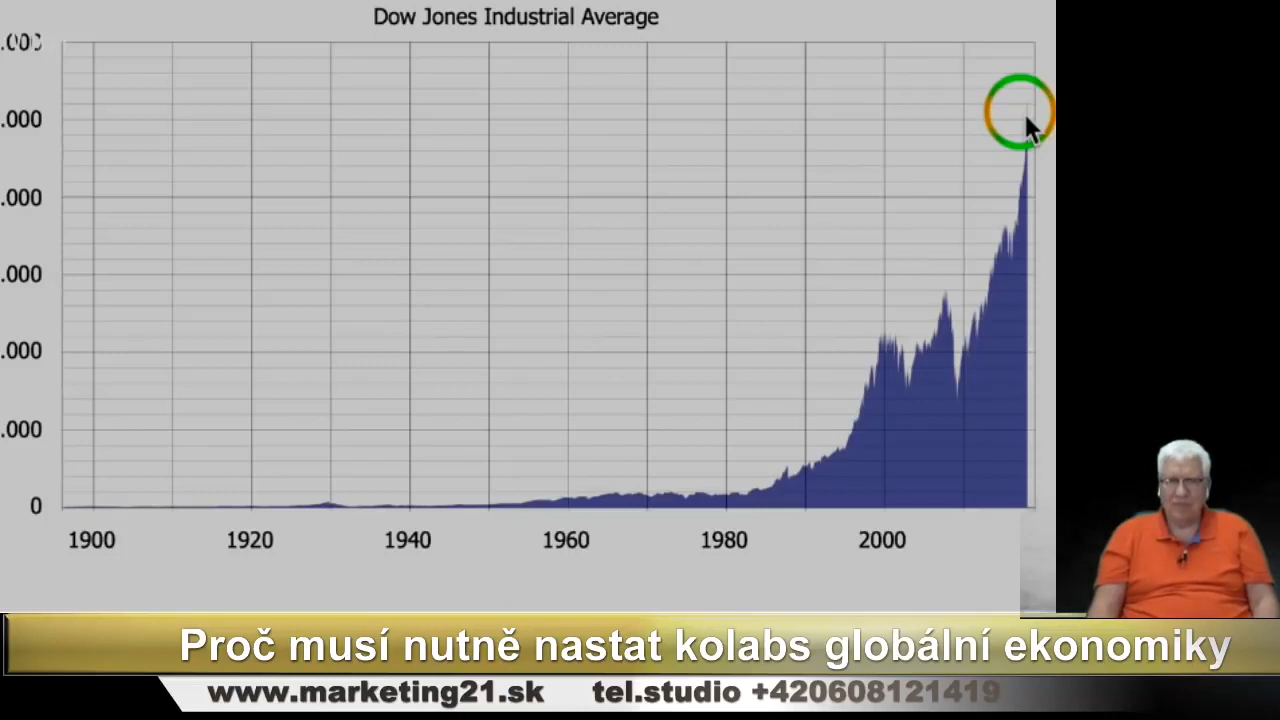 Dow Jones Industrial Average
.000
.000
.000
.000
.000
.000
0
1900 1920 1940 1960 1980 2000
Proč musí nutně nastat kolabs globální ekonomiky
www.marketing21.sk tel.studio +420608121419